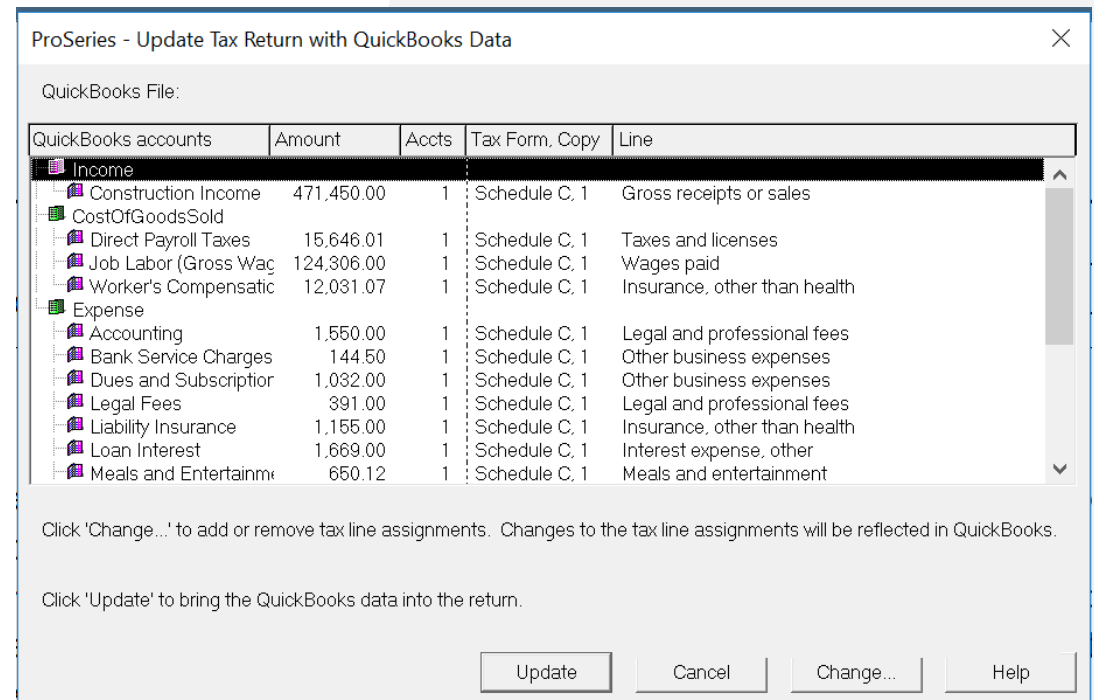 ProSeries - Update Tax Return with QuickBooks Data
QuickBooks File:
QuickBooks accounts Amount Accts Tax Form, Copy Line
Income
Construction Income 471,450.00 1 Schedule C, 1 Gross receipts or sales
CostOfGoodsSold
Direct Payroll Taxes 15,646.01 1 Schedule C, 1 Taxes and licenses
Job Labor (Gross Wag 124,306.00 1 Schedule C, 1 Wages paid
Worker's Compensatic 12,031.07 1 Schedule C, 1 Insurance, other than health
Expense
Accounting 1,550.00 1 Schedule C, 1 Legal and professional fees
Bank Service Charges 144.50 1 Schedule C, 1 Other business expenses
Dues and Subscription 1,032.00 1 Schedule C, 1 Other business expenses
Legal Fees 391.00 1 Schedule C, 1 Legal and professional fees
Liability Insurance 1,155.00 1 Schedule C, 1 Insurance, other than health
Loan Interest 1,669.00 1 Schedule C, 1 Interest expense, other
Meals and Entertainm 650.12 1 Schedule C, 1 Meals and entertainment
Click 'Change...' to add or remove tax line assignments. Changes to the tax line assignments will be reflected in QuickBooks.
Click 'Update' to bring the QuickBooks data into the return.
Update Cancel Change... Help